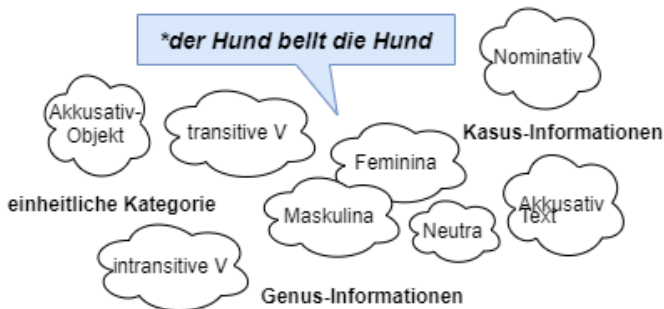 *der Hund bellt die Hund
Nominativ
Akkusativ-
Objekt
transitive V
Kasus-Informationen
Feminina
einheitliche Kategorie
Maskulina
Akkusativ
Text
Neutra
intransitive V
Genus-Informationen